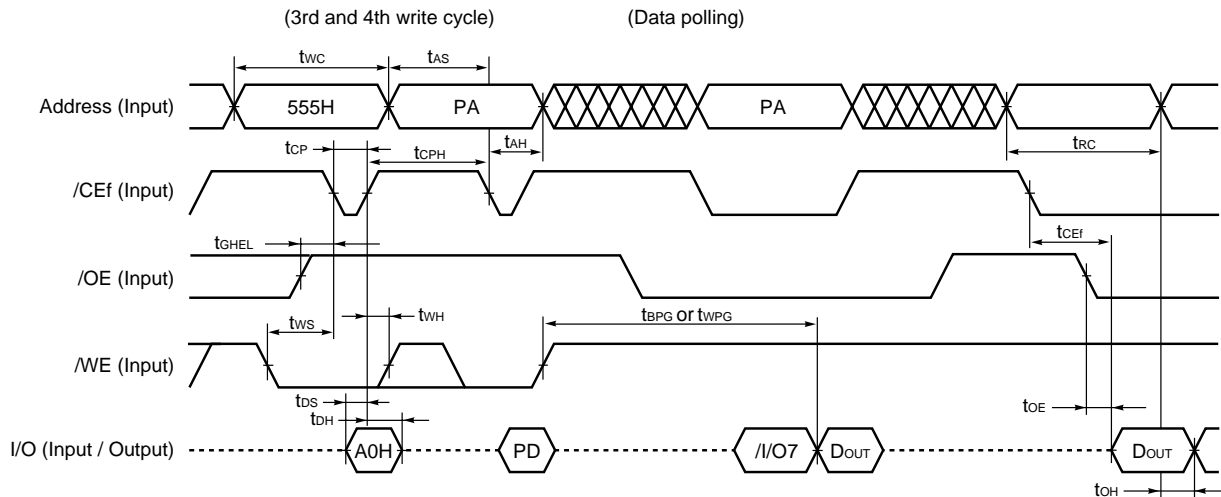 (3rd and 4th write cycle) (Data polling)
tWC tAS
Address (Input) 555H PA PA
tCP tCPH tAH tRC
/CEf (Input)
tGHEL tCEf
/OE (Input)
tWS tWH tBPG or tWPG
/WE (Input)
tDS tOE
tDH
I/O (Input / Output) A0H PD /I/O7 DOUT DOUT
tOH